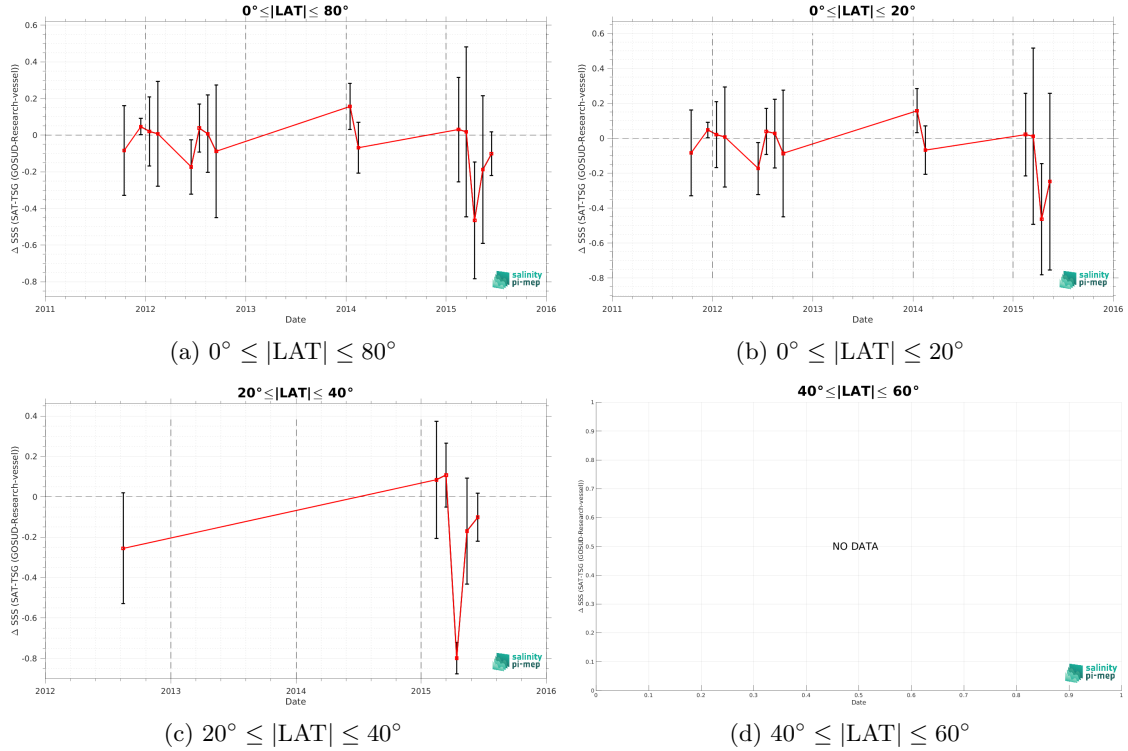 0°≤|LAT|≤ 80°
Δ SSS (SAT-TSG (GOSUD-Research-vessel))
0.6
0.4
0.2
0
-0.2
-0.4
-0.6
-0.8
2011 2012 2013 2014 2015 2016
Date
salinity
pi-mep
(a) 0° ≤ |LAT| ≤ 80°
0°≤|LAT|≤ 20°
Δ SSS (SAT-TSG (GOSUD-Research-vessel))
0.6
0.4
0.2
0
-0.2
-0.4
-0.6
-0.8
2011 2012 2013 2014 2015 2016
Date
salinity
pi-mep
(b) 0° ≤ |LAT| ≤ 20°
20°≤|LAT|≤ 40°
Δ SSS (SAT-TSG (GOSUD-Research-vessel))
0.4
0.2
0
-0.2
-0.4
-0.6
-0.8
2012 2013 2014 2015 2016
Date
salinity
pi-mep
(c) 20° ≤ |LAT| ≤ 40°
40°≤|LAT|≤ 60°
Δ SSS (SAT-TSG (GOSUD-Research-vessel))
1
0.9
0.8
0.7
0.6
0.5
0.4
0.3
0.2
0.1
0
NO DATA
0 0.1 0.2 0.3 0.4 0.5 0.6 0.7 0.8 0.9 1
Date
salinity
pi-mep
(d) 40° ≤ |LAT| ≤ 60°